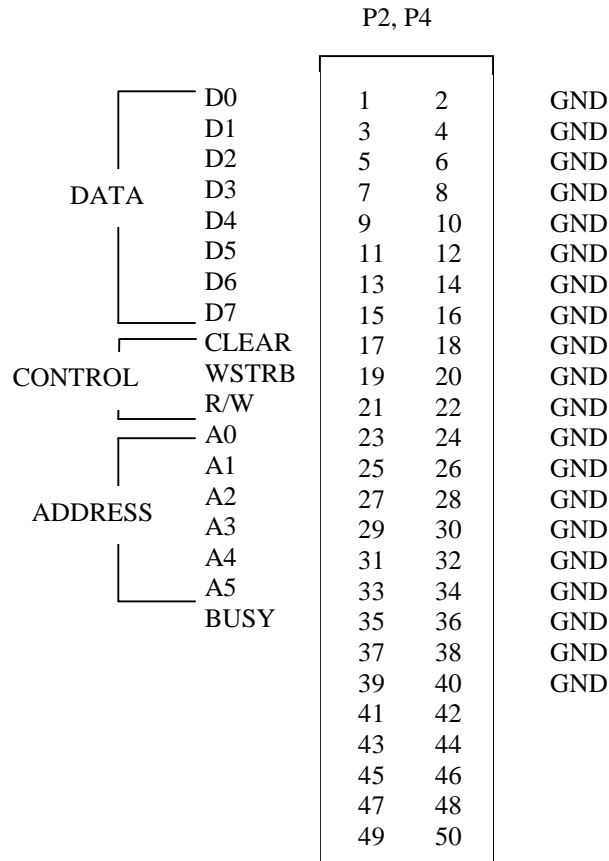 P2, P4
D0 1 2 GND
D1 3 4 GND
D2 5 6 GND
DATA D3 7 8 GND
D4 9 10 GND
D5 11 12 GND
D6 13 14 GND
D7 15 16 GND
CLEAR 17 18 GND
CONTROL WSTRB 19 20 GND
R/W 21 22 GND
A0 23 24 GND
A1 25 26 GND
A2 27 28 GND
ADDRESS A3 29 30 GND
A4 31 32 GND
A5 33 34 GND
BUSY 35 36 GND
37 38 GND
39 40 GND
41 42
43 44
45 46
47 48
49 50